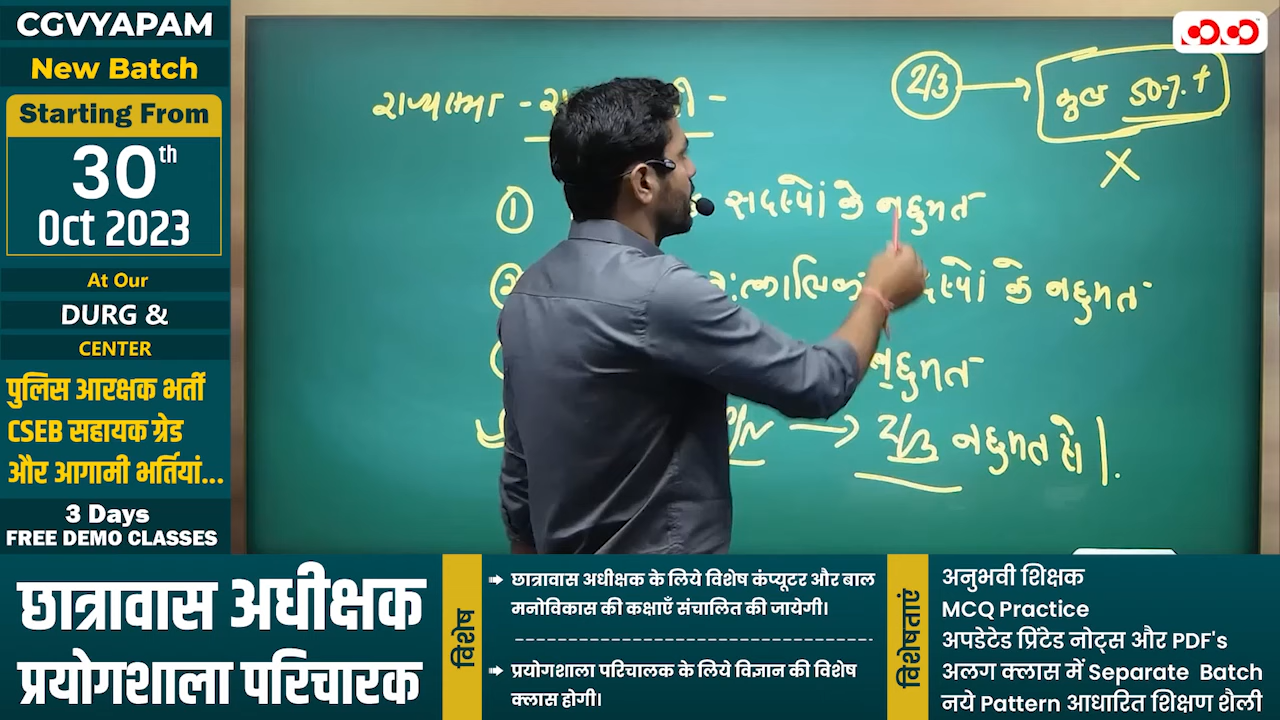 CGVYAPAM
New Batch
Starting From
30th
Oct 2023
At Our
DURG &
CENTER
पुलिस आरक्षक भर्ती
CSEB सहायक ग्रेड
और आगामी भर्तियां...
3 Days
FREE DEMO CLASSES
राज्यसभा -
2/3 → कुल 50%+
X
① सदस्यों के बहुमत
② सदस्यों के बहुमत
बहुमत
→ 2/3 बहुमत से।
छात्रावास अधीक्षक
प्रयोगशाला परिचारक
विशेष
छात्रावास अधीक्षक के लिये विशेष कंप्यूटर और बाल
मनोविकास की कक्षाएँ संचालित की जायेगी।
प्रयोगशाला परिचालक के लिये विज्ञान की विशेष
क्लास होगी।
विशेषताएं
अनुभवी शिक्षक
MCQ Practice
अपडेटेड प्रिंटेड नोट्स और PDF's
अलग क्लास में Separate Batch
नये Pattern आधारित शिक्षण शैली